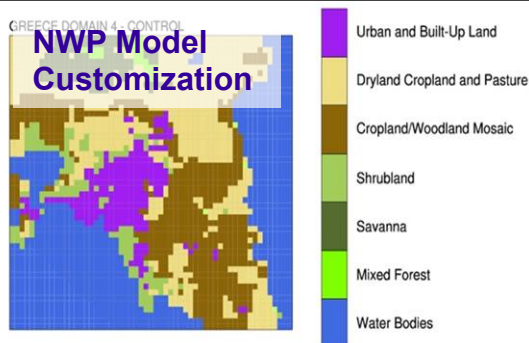 GREECE DOMAIN 4 - CONTROL
NWP Model
Customization
Urban and Built-Up Land
Dryland Cropland and Pasture
Cropland/Woodland Mosaic
Shrubland
Savanna
Mixed Forest
Water Bodies